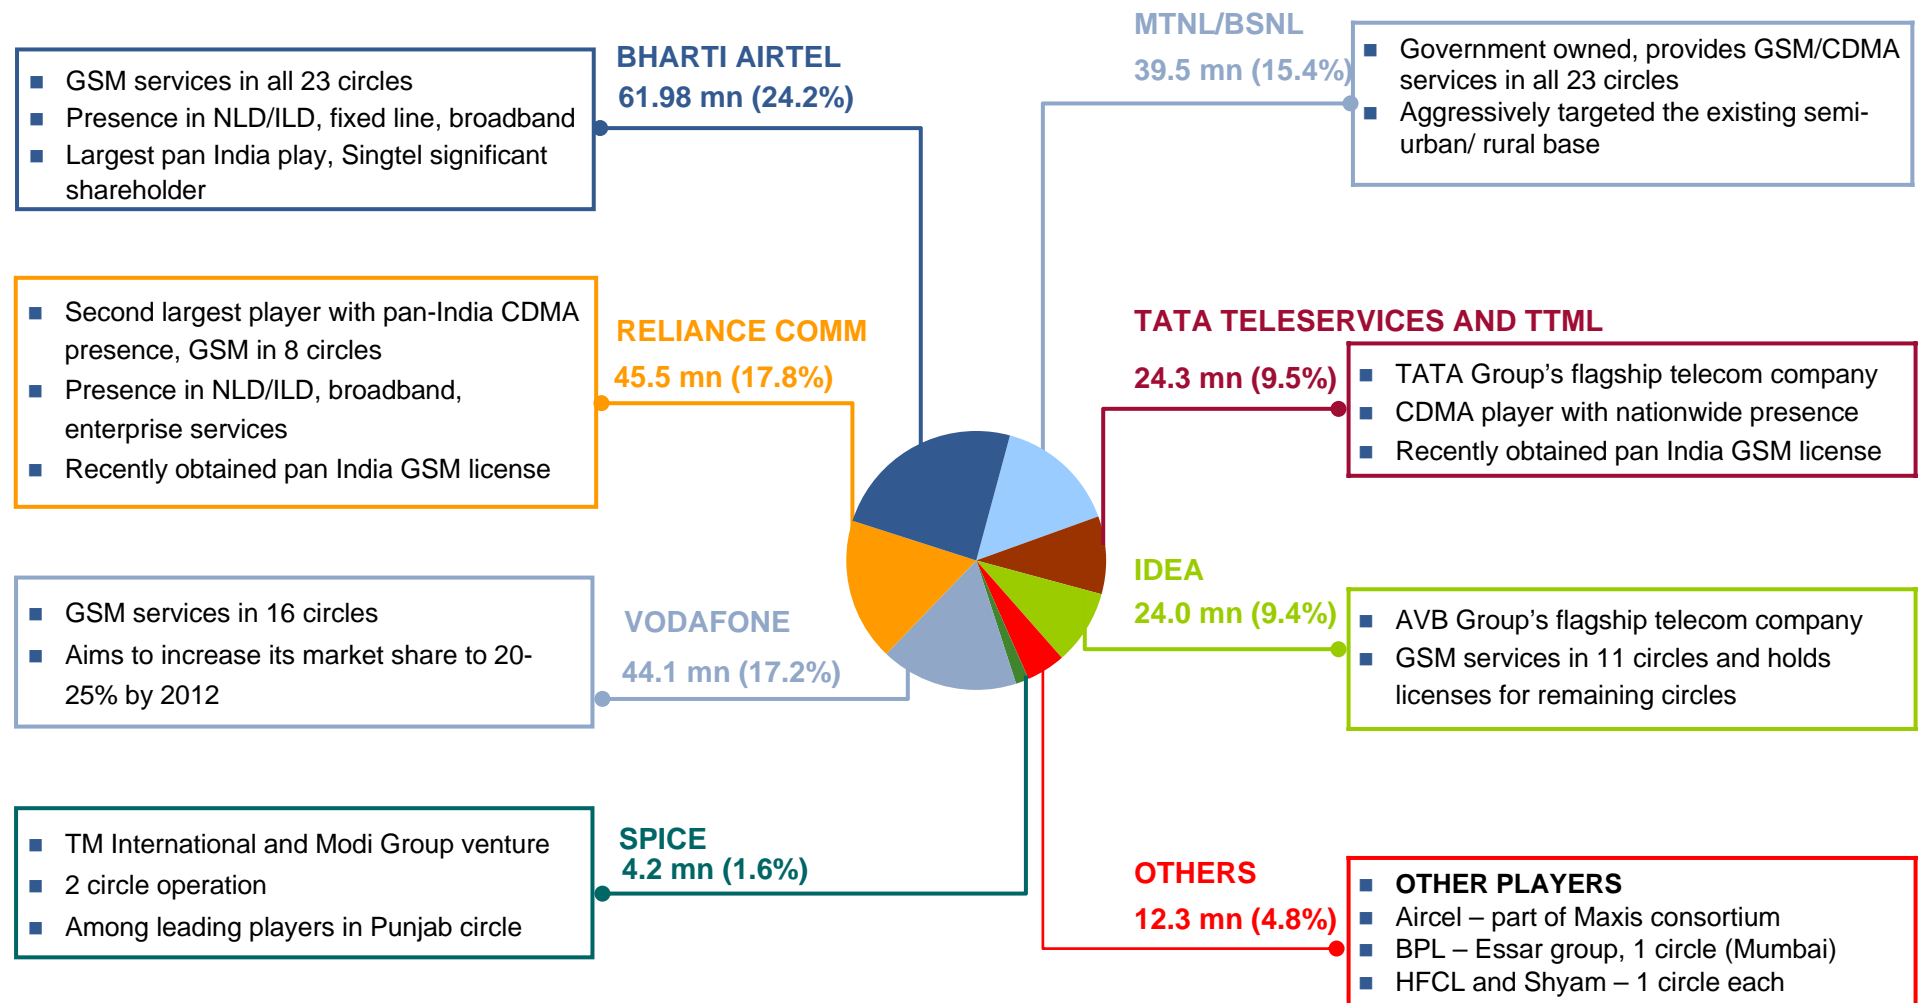 BHARTI AIRTEL
61.98 mn (24.2%)
■ GSM services in all 23 circles
■ Presence in NLD/ILD, fixed line, broadband
■ Largest pan India play, Singtel significant
shareholder
RELIANCE COMM
45.5 mn (17.8%)
■ Second largest player with pan-India CDMA
presence, GSM in 8 circles
■ Presence in NLD/ILD, broadband,
enterprise services
■ Recently obtained pan India GSM license
VODAFONE
44.1 mn (17.2%)
■ GSM services in 16 circles
■ Aims to increase its market share to 20-
25% by 2012
SPICE
4.2 mn (1.6%)
■ TM International and Modi Group venture
■ 2 circle operation
■ Among leading players in Punjab circle
MTNL/BSNL
39.5 mn (15.4%)
■ Government owned, provides GSM/CDMA
services in all 23 circles
■ Aggressively targeted the existing semi-
urban/ rural base
TATA TELESERVICES AND TTML
24.3 mn (9.5%)
■ TATA Group’s flagship telecom company
■ CDMA player with nationwide presence
■ Recently obtained pan India GSM license
IDEA
24.0 mn (9.4%)
■ AVB Group’s flagship telecom company
■ GSM services in 11 circles and holds
licenses for remaining circles
OTHERS
12.3 mn (4.8%)
■ OTHER PLAYERS
■ Aircel – part of Maxis consortium
■ BPL – Essar group, 1 circle (Mumbai)
■ HFCL and Shyam – 1 circle each